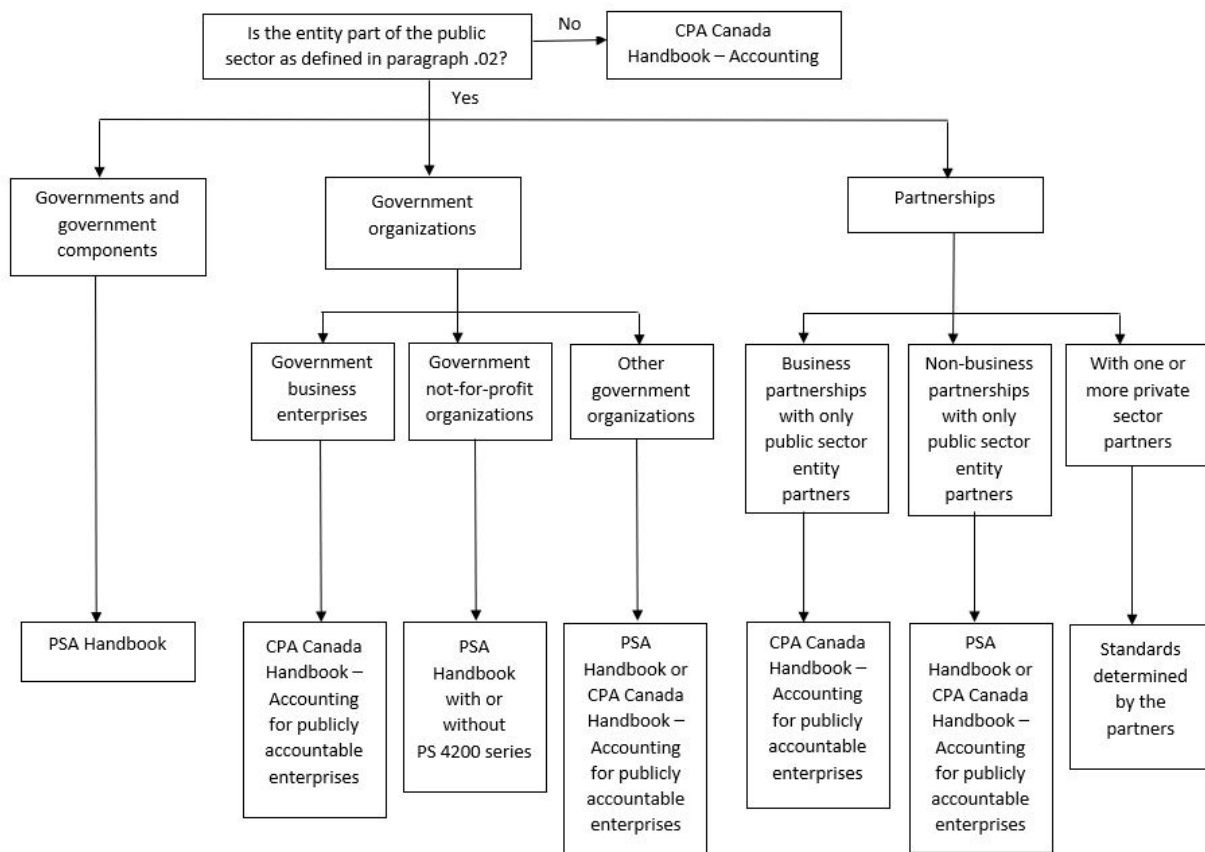 Is the entity part of the public
sector as defined in paragraph .02?
No
CPA Canada
Handbook – Accounting
Yes
Governments and
government
components
Government
organizations
Partnerships
Government
business
enterprises
Government
not-for-profit
organizations
Other
government
organizations
Business
partnerships
with only
public sector
entity
partners
Non-business
partnerships
with only
public sector
entity
partners
With one or
more private
sector
partners
PSA Handbook
CPA Canada
Handbook –
Accounting
for publicly
accountable
enterprises
PSA
Handbook
with or
without
PS 4200 series
PSA
Handbook or
CPA Canada
Handbook –
Accounting
for publicly
accountable
enterprises
CPA Canada
Handbook –
Accounting
for publicly
accountable
enterprises
PSA
Handbook or
CPA Canada
Handbook –
Accounting
for publicly
accountable
enterprises
Standards
determined
by the
partners